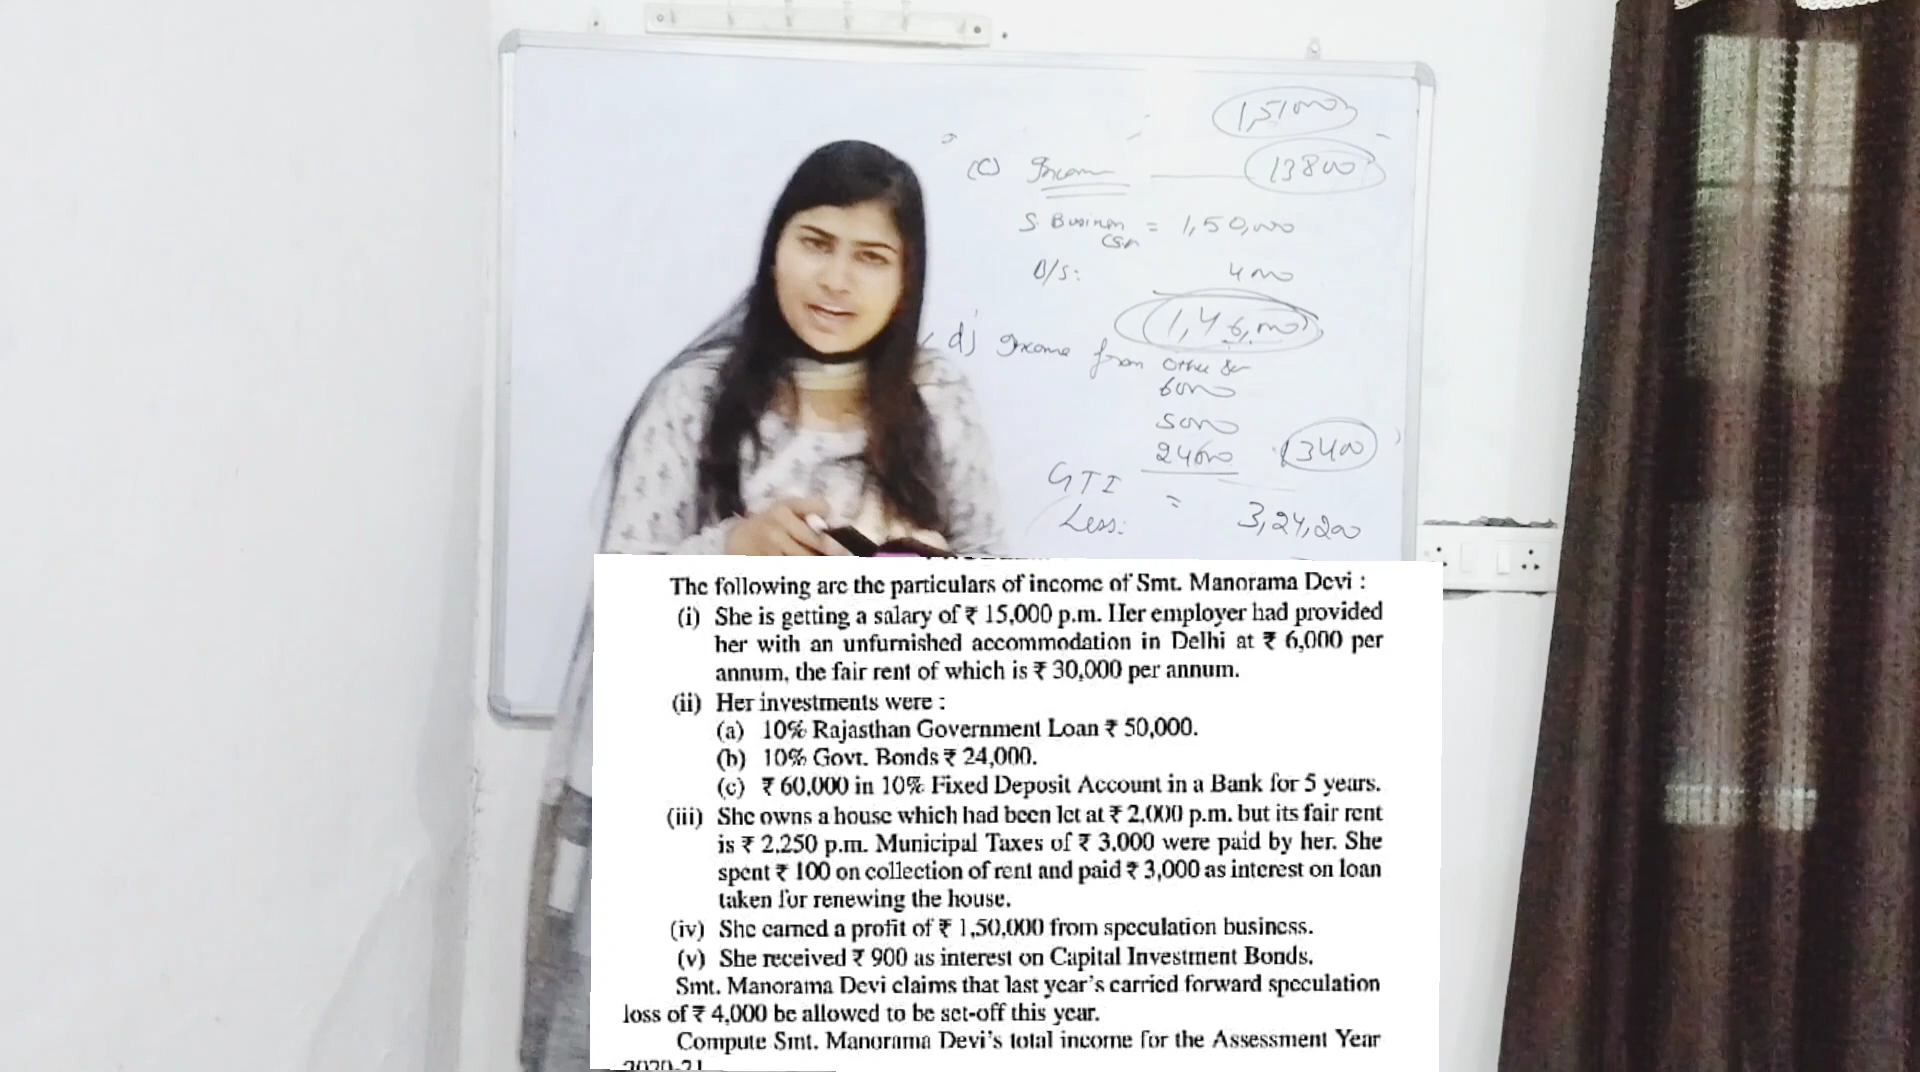 1,51000
(c) Incom 13800
S. Businen = 1,50,000
B/S: 4000
1,46,000
d) Income from other
6000
5000
2400 13400
GTI = 3,24,200
Less:
The following are the particulars of income of Smt. Manorama Devi :
(i) She is getting a salary of ₹ 15,000 p.m. Her employer had provided
her with an unfurnished accommodation in Delhi at ₹ 6,000 per
annum, the fair rent of which is ₹ 30,000 per annum.
(ii) Her investments were :
(a) 10% Rajasthan Government Loan ₹ 50,000.
(b) 10% Govt. Bonds ₹ 24,000.
(c) ₹ 60,000 in 10% Fixed Deposit Account in a Bank for 5 years.
(iii) She owns a house which had been let at ₹ 2,000 p.m. but its fair rent
is ₹ 2,250 p.m. Municipal Taxes of ₹ 3,000 were paid by her. She
spent ₹ 100 on collection of rent and paid ₹ 3,000 as interest on loan
taken for renewing the house.
(iv) She earned a profit of ₹ 1,50,000 from speculation business.
(v) She received ₹ 900 as interest on Capital Investment Bonds.
Smt. Manorama Devi claims that last year's carried forward speculation
loss of ₹ 4,000 be allowed to be set-off this year.
Compute Smt. Manorama Devi's total income for the Assessment Year
2020-21